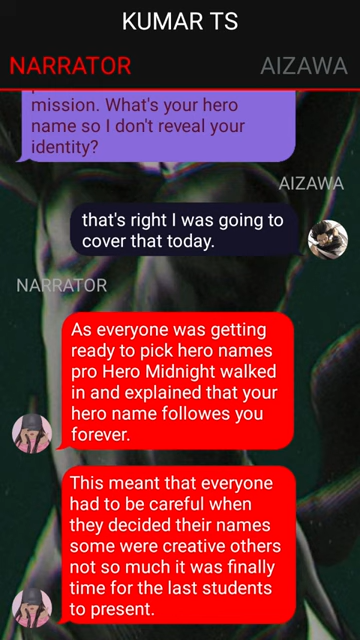 KUMAR TS
NARRATOR
AIZAWA
mission. What's your hero
name so I don't reveal your
identity?
AIZAWA
that's right I was going to
cover that today.
NARRATOR
As everyone was getting
ready to pick hero names
pro Hero Midnight walked
in and explained that your
hero name followes you
forever.
This meant that everyone
had to be careful when
they decided their names
some were creative others
not so much it was finally
time for the last students
to present.